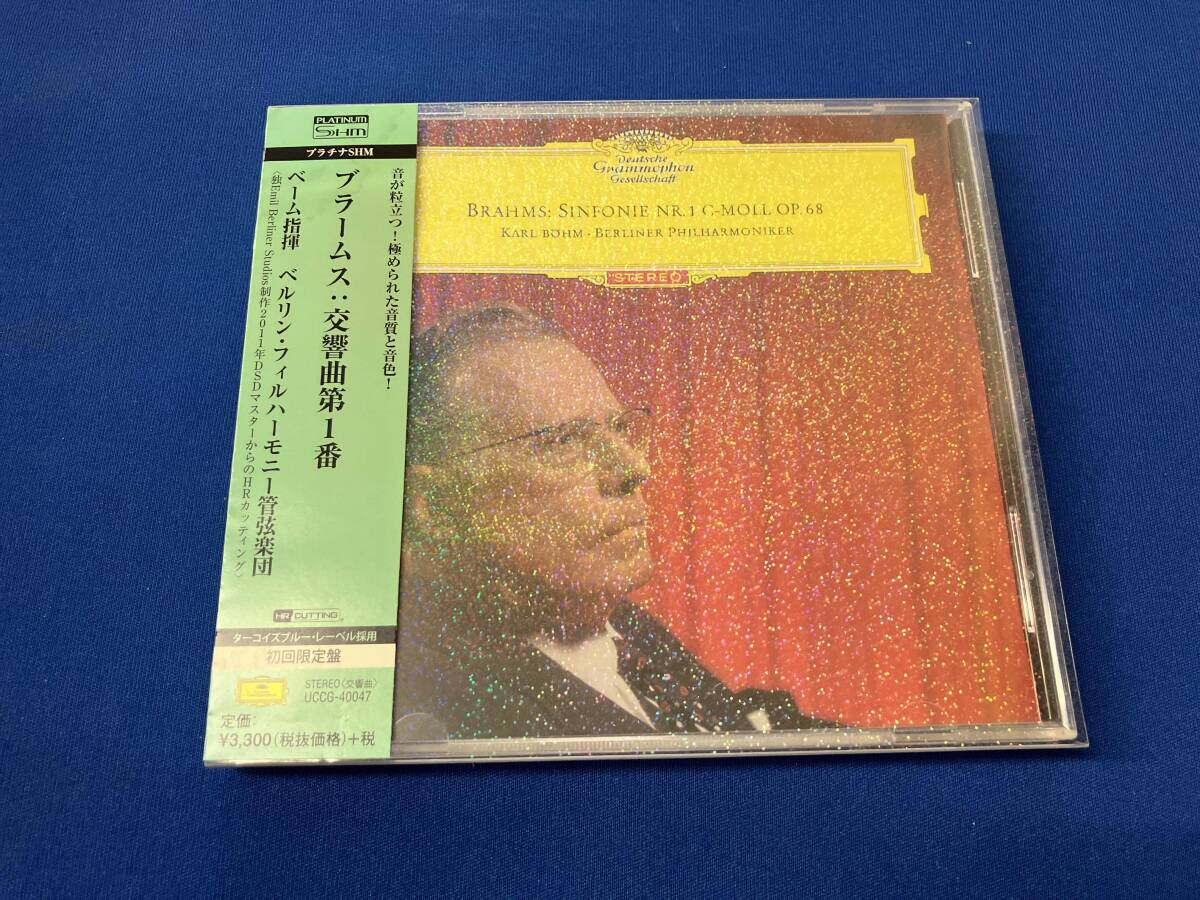 PLATINUM
SHM
プラチナSHM
音が粒立つ！極められた音質と音色！
ブラームス：交響曲第1番
ベーム指揮　ベルリン・フィルハーモニー管弦楽団
〈独Emil Berliner Studios制作2011年DSDマスターからのHRカッティング〉
HR CUTTING
ターコイズブルー・レーベル採用
初回限定盤
STEREO〈交響曲〉
UCCG-40047
定価:
¥3,300(税抜価格)+税
Deutsche
Grammophon
Gesellschaft
BRAHMS: SINFONIE NR. 1 C-MOLL OP. 68
KARL BÖHM · BERLINER PHILHARMONIKER
STEREO